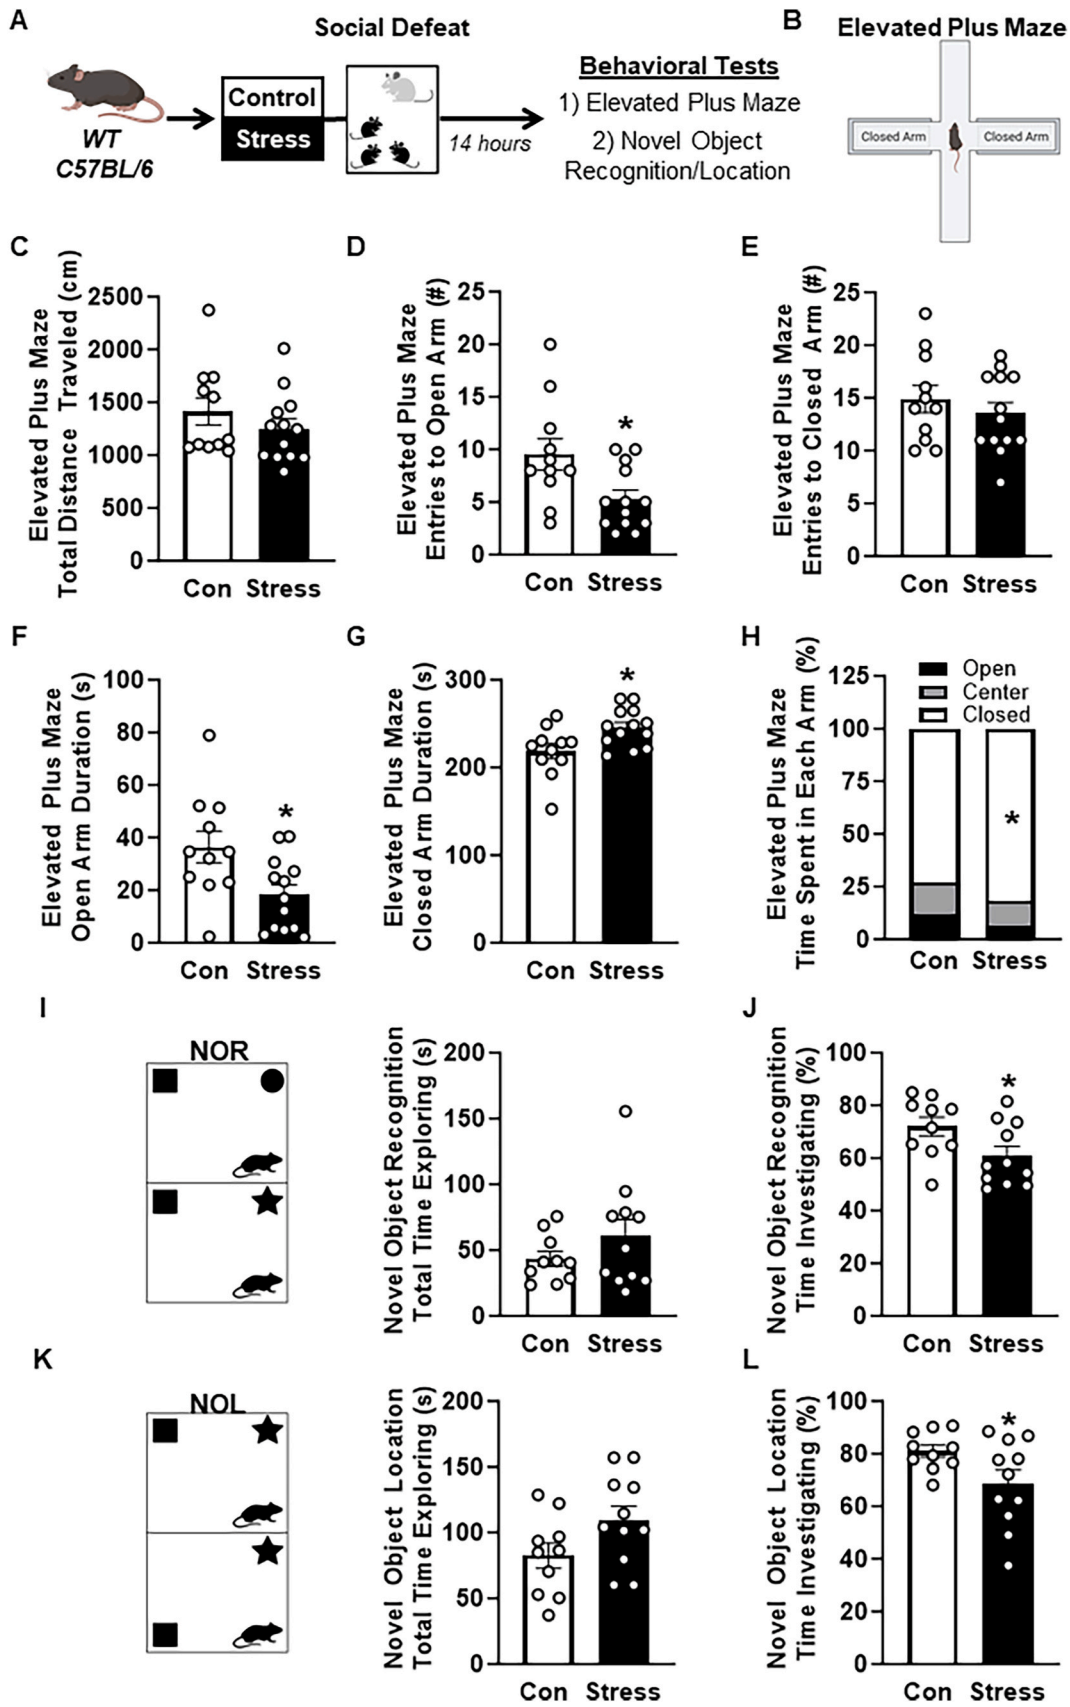 A
Social Defeat
WT
C57BL/6
Control
Stress
14 hours
Behavioral Tests
1) Elevated Plus Maze
2) Novel Object
Recognition/Location
B
Elevated Plus Maze
Closed Arm
Closed Arm
C
Elevated Plus Maze
Total Distance Traveled (cm)
2500
2000
1500
1000
500
0
Con Stress
D
Elevated Plus Maze
Entries to Open Arm (#)
25
20
15
10
5
0
*
Con Stress
E
Elevated Plus Maze
Entries to Closed Arm (#)
25
20
15
10
5
0
Con Stress
F
Elevated Plus Maze
Open Arm Duration (s)
100
80
60
40
20
0
*
Con Stress
G
Elevated Plus Maze
Closed Arm Duration (s)
300
200
100
0
*
Con Stress
H
Elevated Plus Maze
Time Spent in Each Arm (%)
125
100
75
50
25
0
Open
Center
Closed
*
Con Stress
I
NOR
Novel Object Recognition
Total Time Exploring (s)
200
150
100
50
0
Con Stress
J
Novel Object Recognition
Time Investigating (%)
100
80
60
40
20
0
*
Con Stress
K
NOL
Novel Object Location
Total Time Exploring (s)
200
150
100
50
0
Con Stress
L
Novel Object Location
Time Investigating (%)
100
80
60
40
20
0
*
Con Stress